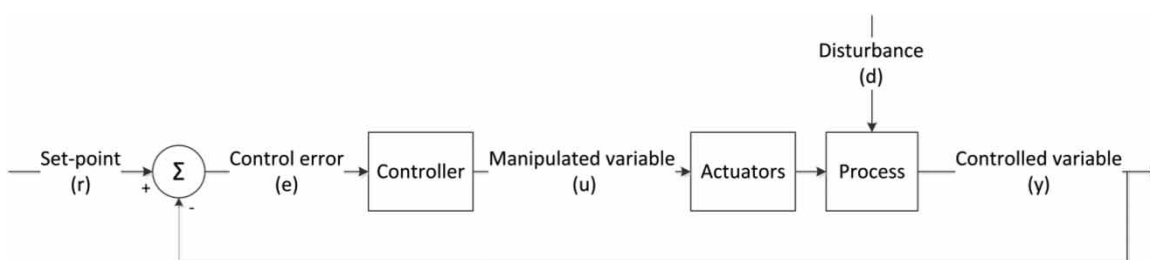 Disturbance
(d)
Set-point
(r)
+
Σ
-
Control error
(e)
Controller
Manipulated variable
(u)
Actuators
Process
Controlled variable
(y)